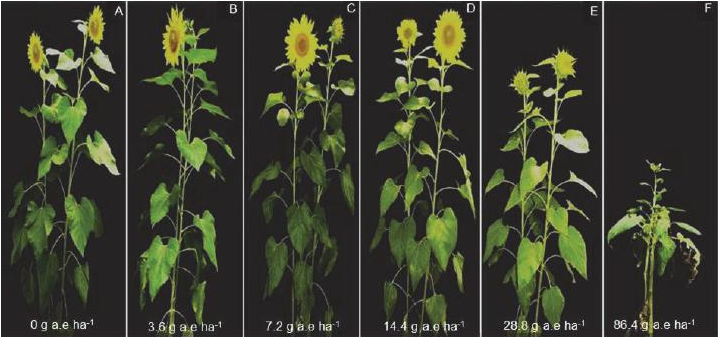 A
B
C
D
E
F
0 g a.e ha-1
3.6 g a.e ha-1
7.2 g a.e ha-1
14.4 g a.e ha-1
28.8 g a.e ha-1
86.4 g a.e ha-1